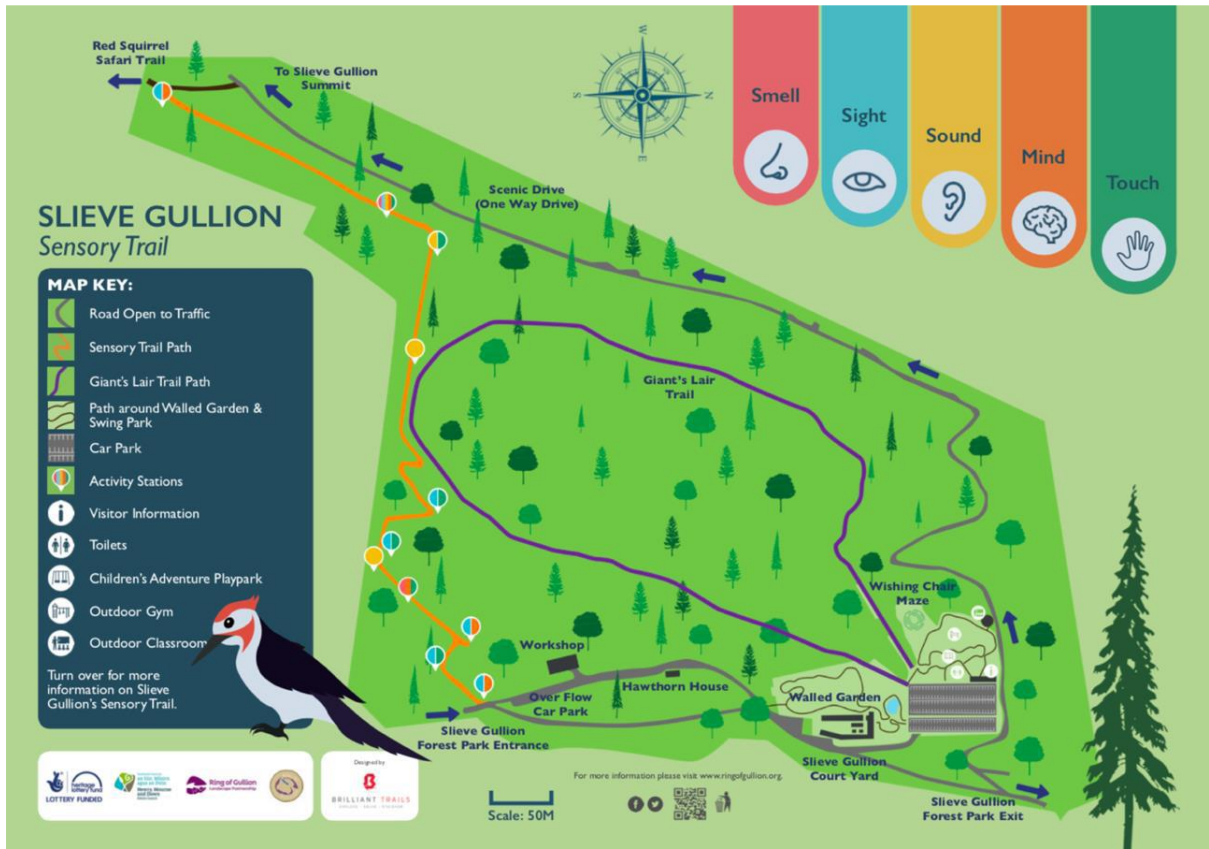 Red Squirrel
Safari Trail
To Slieve Gullion
Summit
W
S
N
E
Smell
Sight
Sound
Mind
Touch
Scenic Drive
(One Way Drive)
SLIEVE GULLION
Sensory Trail
MAP KEY:
Road Open to Traffic
Sensory Trail Path
Giant's Lair Trail Path
Path around Walled Garden &
Swing Park
Car Park
Activity Stations
Visitor Information
Toilets
Children's Adventure Playpark
Outdoor Gym
Outdoor Classroom
Turn over for more
information on Slieve
Gullion's Sensory Trail.
Giant's Lair
Trail
Wishing Chair
Maze
Workshop
Over Flow
Car Park
Hawthorn House
Walled Garden
Slieve Gullion
Forest Park Entrance
Slieve Gullion
Court Yard
Slieve Gullion
Forest Park Exit
heritage
lottery fund
LOTTERY FUNDED
Ring of Gullion
Landscape Partnership
Designed by
BRILLIANT TRAILS
Scale: 50M
For more information please visit www.ringofgullion.org.